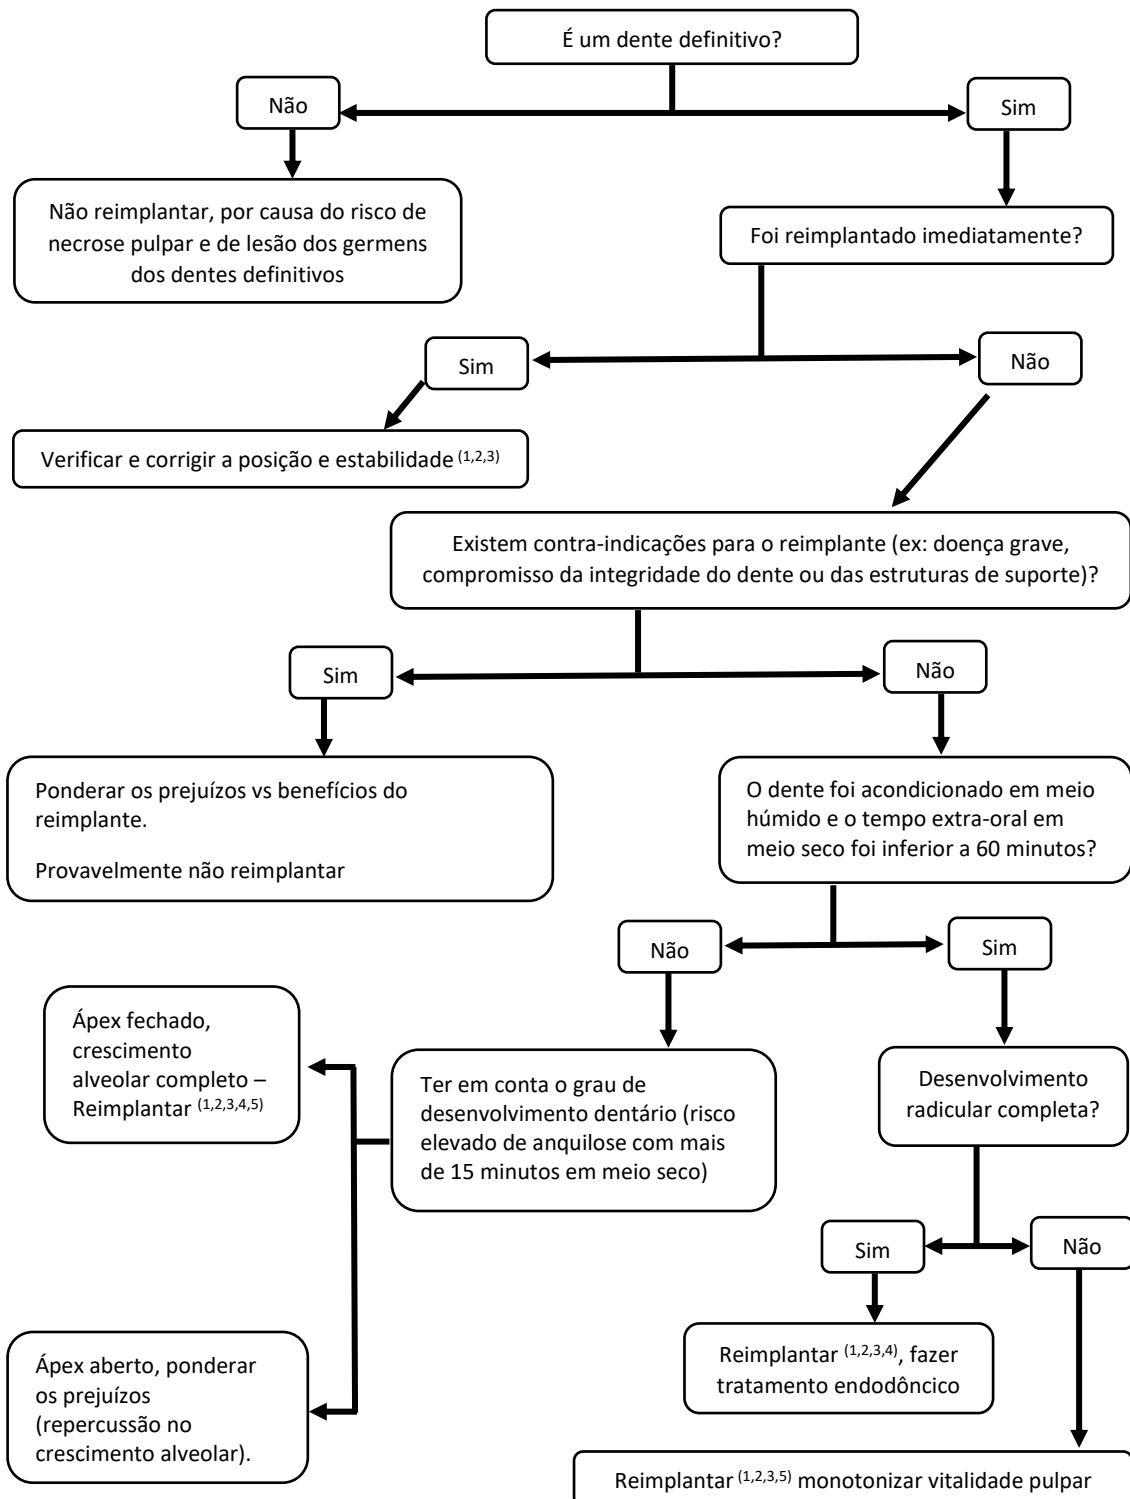 É um dente definitivo?
Não
Sim
Não reimplantar, por causa do risco de
necrose pulpar e de lesão dos germens
dos dentes definitivos
Foi reimplantado imediatamente?
Sim
Não
Verificar e corrigir a posição e estabilidade (1,2,3)
Existem contra-indicações para o reimplante (ex: doença grave,
compromisso da integridade do dente ou das estruturas de suporte)?
Sim
Não
Ponderar os prejuízos vs benefícios do
reimplante.
Provavelmente não reimplantar
O dente foi acondicionado em meio
húmido e o tempo extra-oral em
meio seco foi inferior a 60 minutos?
Não
Sim
Ápex fechado,
crescimento
alveolar completo –
Reimplantar (1,2,3,4,5)
Ter em conta o grau de
desenvolvimento dentário (risco
elevado de anquilose com mais
de 15 minutos em meio seco)
Desenvolvimento
radicular completa?
Sim
Não
Ápex aberto, ponderar
os prejuízos
(repercussão no
crescimento alveolar).
Reimplantar (1,2,3,4), fazer
tratamento endodôncico
Reimplantar (1,2,3,5) monotonizar vitalidade pulpar